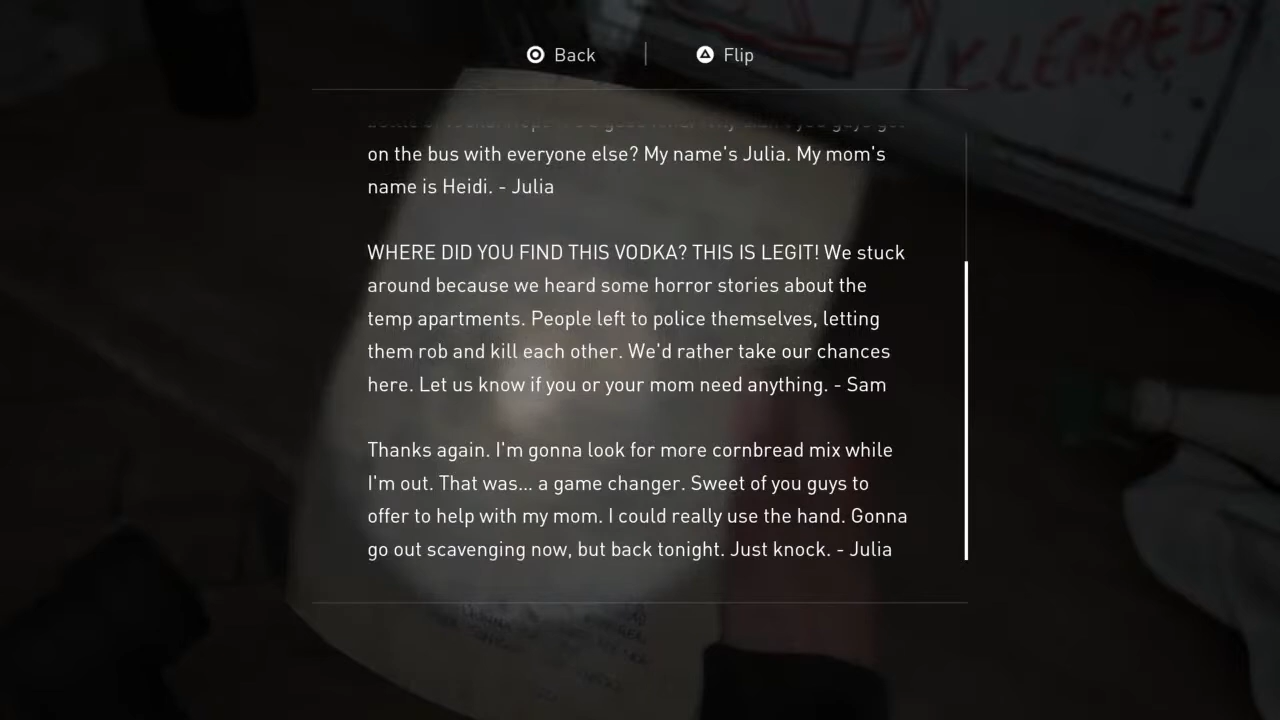 Back
Flip
CLEARED
on the bus with everyone else? My name's Julia. My mom's
name is Heidi. - Julia
WHERE DID YOU FIND THIS VODKA? THIS IS LEGIT! We stuck
around because we heard some horror stories about the
temp apartments. People left to police themselves, letting
them rob and kill each other. We'd rather take our chances
here. Let us know if you or your mom need anything. - Sam
Thanks again. I'm gonna look for more cornbread mix while
I'm out. That was... a game changer. Sweet of you guys to
offer to help with my mom. I could really use the hand. Gonna
go out scavenging now, but back tonight. Just knock. - Julia